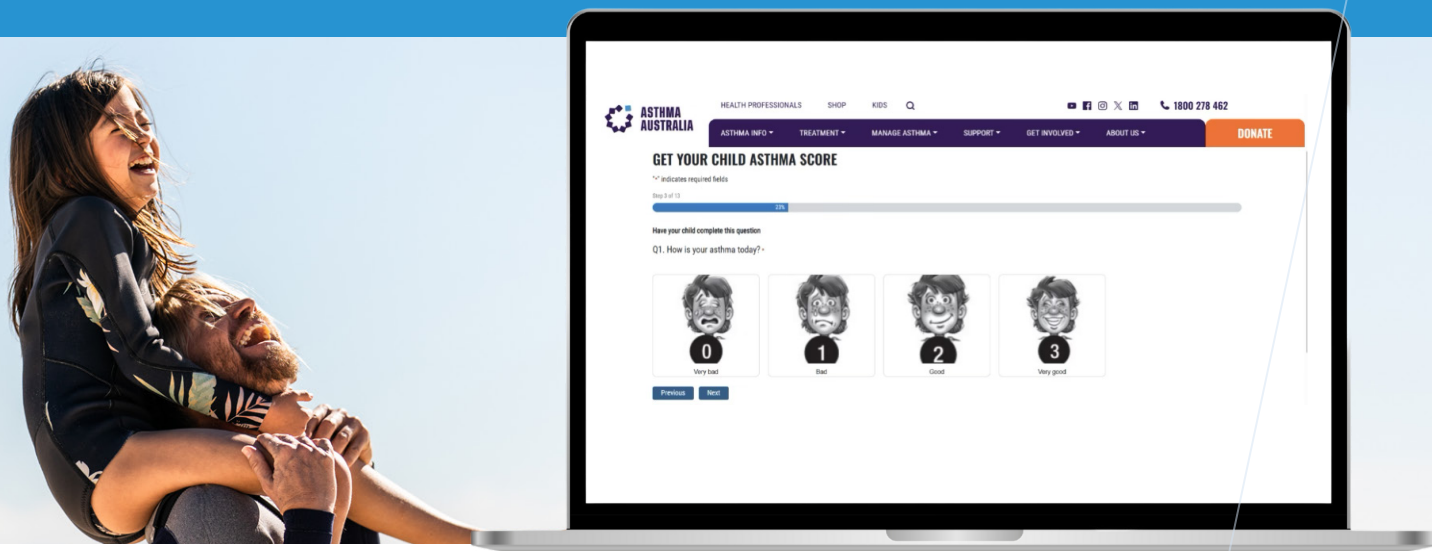 HEALTH PROFESSIONALS SHOP KIDS
1800 278 462
ASTHMA
AUSTRALIA
ASTHMA INFO TREATMENT MANAGE ASTHMA SUPPORT GET INVOLVED ABOUT US DONATE
GET YOUR CHILD ASTHMA SCORE
"*" indicates required fields
Step 3 of 13
23%
Have your child complete this question
Q1. How is your asthma today? *
0 1 2 3
Very bad Bad Good Very good
Previous Next